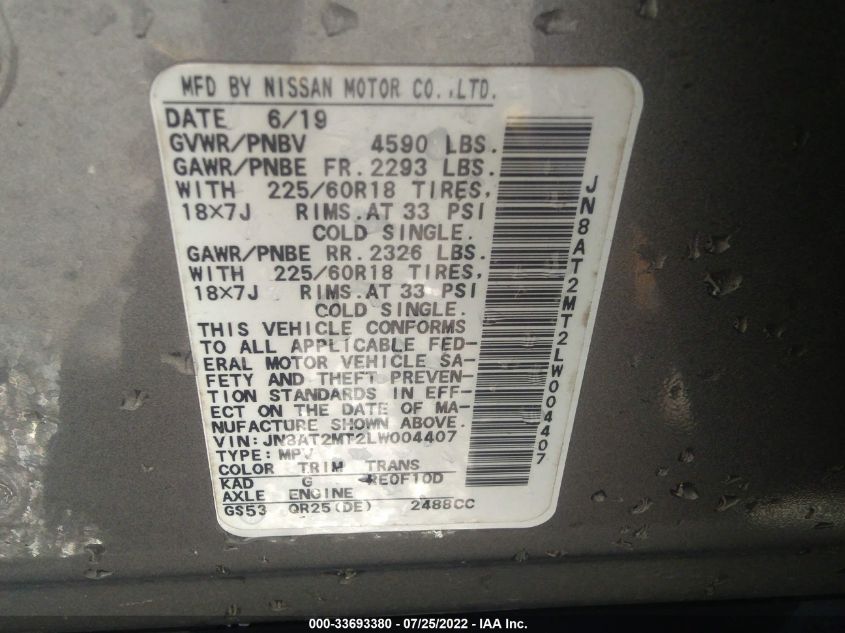 MFD BY NISSAN MOTOR CO.,LTD.
DATE 6/19
GVWR/PNBV 4590 LBS.
GAWR/PNBE FR. 2293 LBS.
WITH 225/60R18 TIRES,
18×7J RIMS. AT 33 PSI
COLD SINGLE.
GAWR/PNBE RR. 2326 LBS.
WITH 225/60R18 TIRES,
18×7J RIMS. AT 33 PSI
COLD SINGLE.
THIS VEHICLE CONFORMS
TO ALL APPLICABLE FED-
ERAL MOTOR VEHICLE SA-
FETY AND THEFT PREVEN-
TION STANDARDS IN EFF-
ECT ON THE DATE OF MA-
NUFACTURE SHOWN ABOVE.
VIN: JN8AT2MT2LW004407
TYPE: MPV
COLOR TRIM TRANS
KAD G RE0F10D
AXLE ENGINE
GS53 QR25(DE) 2488CC
JN8AT2MT2LW004407
000-33693380 - 07/25/2022 - IAA Inc.